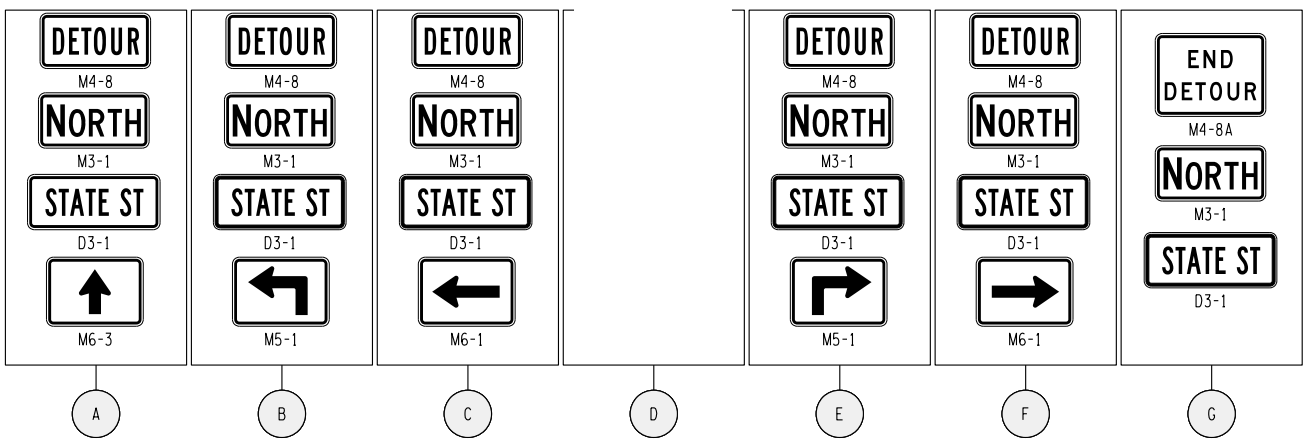 DETOUR
M4-8
NORTH
M3-1
STATE ST
D3-1
M6-3
A
DETOUR
M4-8
NORTH
M3-1
STATE ST
D3-1
M5-1
B
DETOUR
M4-8
NORTH
M3-1
STATE ST
D3-1
M6-1
C
D
DETOUR
M4-8
NORTH
M3-1
STATE ST
D3-1
M5-1
E
DETOUR
M4-8
NORTH
M3-1
STATE ST
D3-1
M6-1
F
END
DETOUR
M4-8A
NORTH
M3-1
STATE ST
D3-1
G